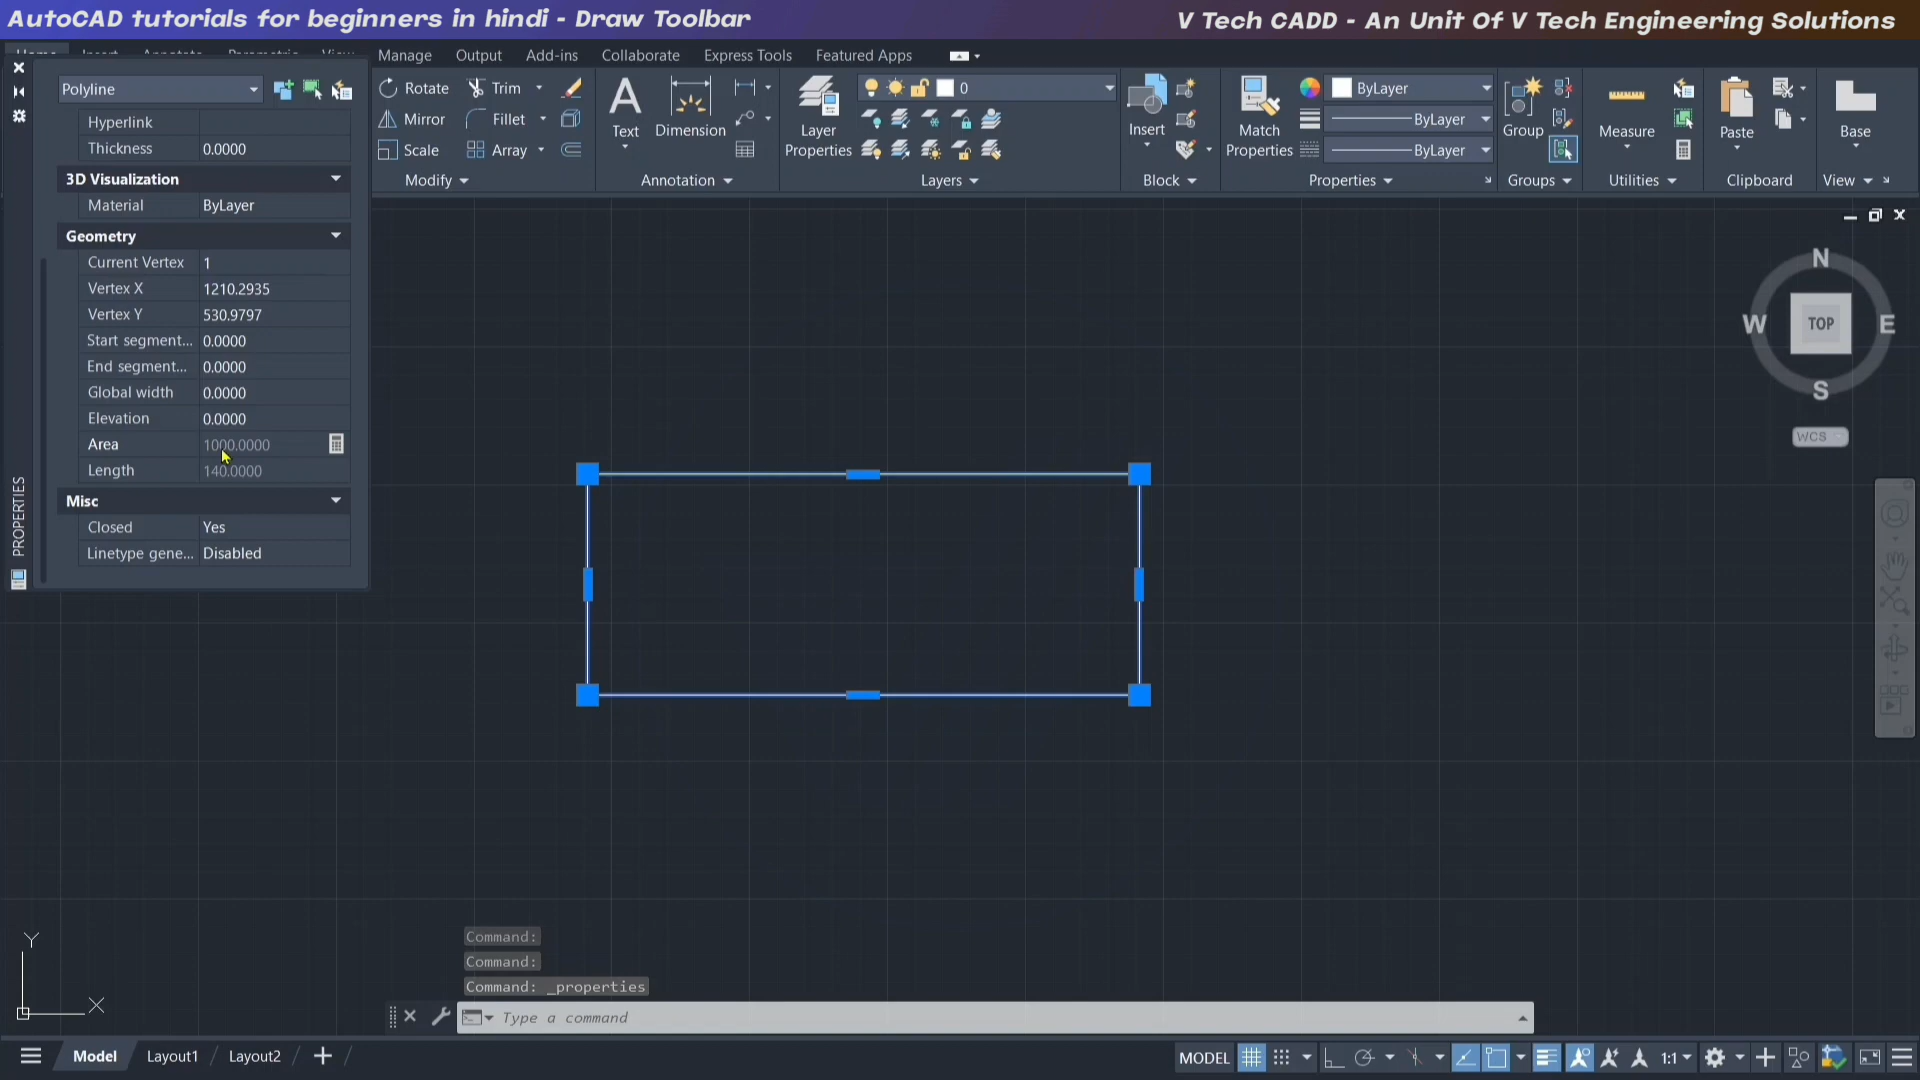 AutoCAD tutorials for beginners in hindi - Draw Toolbar
V Tech CADD - An Unit Of V Tech Engineering Solutions
Manage Output Add-ins Collaborate Express Tools Featured Apps
Polyline
Hyperlink
Thickness 0.0000
3D Visualization
Material ByLayer
Geometry
Current Vertex 1
Vertex X 1210.2935
Vertex Y 530.9797
Start segment... 0.0000
End segment... 0.0000
Global width 0.0000
Elevation 0.0000
Area 1000.0000
Length 140.0000
Misc
Closed Yes
Linetype gene... Disabled
PROPERTIES
Rotate Trim
Mirror Fillet
Scale Array
Modify
Text Dimension
Annotation
Layer Properties
0
Layers
Insert
Block
Match Properties
ByLayer
ByLayer
ByLayer
Properties
Group
Groups
Measure
Utilities
Paste
Clipboard
Base
View
N
W TOP E
S
WCS
Y
X
Command:
Command:
Command: _properties
Type a command
Model Layout1 Layout2
MODEL 1:1